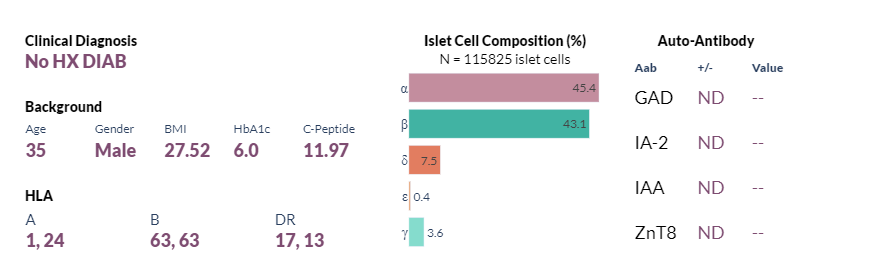 Clinical Diagnosis
No HX DIAB
Background
Age Gender BMI HbA1c C-Peptide
35 Male 27.52 6.0 11.97
HLA
A B DR
1, 24 63, 63 17, 13
Islet Cell Composition (%)
N = 115825 islet cells
α 45.4
β 43.1
δ 7.5
ε 0.4
γ 3.6
Auto-Antibody
Aab +/- Value
GAD ND --
IA-2 ND --
IAA ND --
ZnT8 ND --